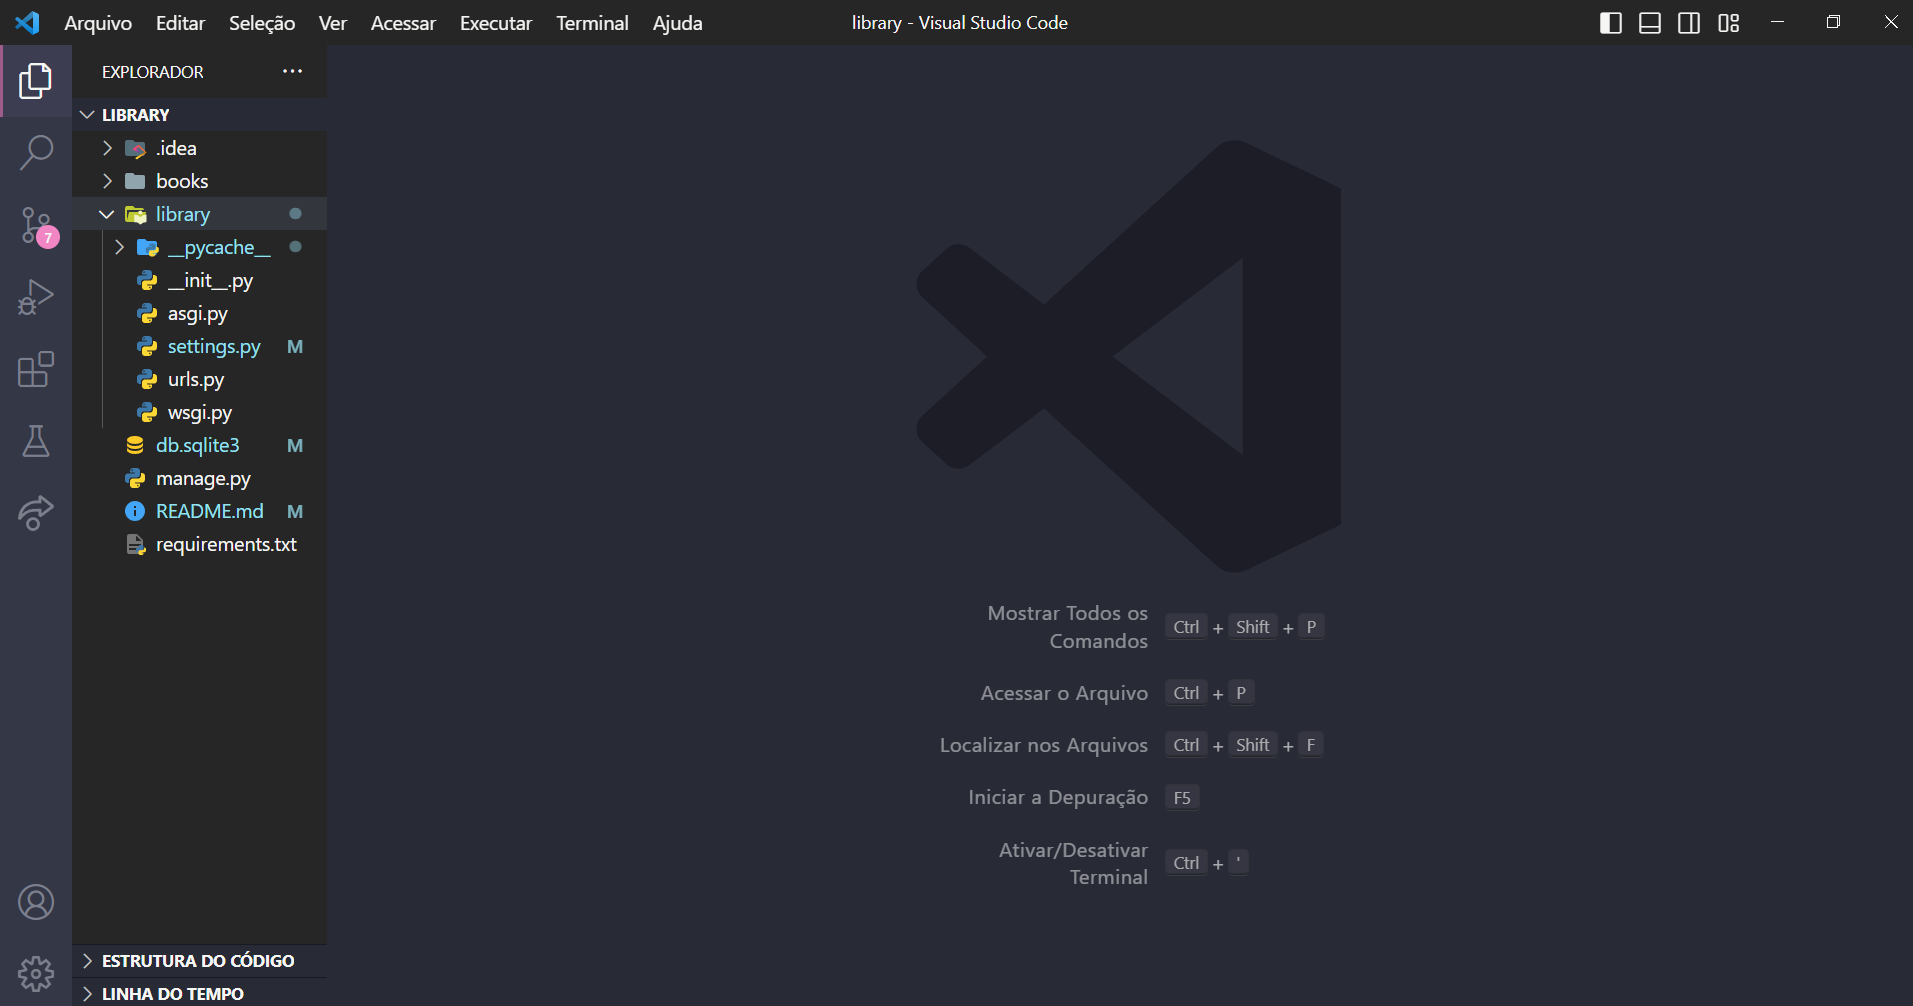 Arquivo Editar Seleção Ver Acessar Executar Terminal Ajuda
library - Visual Studio Code
EXPLORADOR
LIBRARY
.idea
books
library
__pycache__
__init__.py
asgi.py
settings.py M
urls.py
wsgi.py
db.sqlite3 M
manage.py
README.md M
requirements.txt
ESTRUTURA DO CÓDIGO
LINHA DO TEMPO
7
Mostrar Todos os
Comandos
Ctrl + Shift + P
Acessar o Arquivo Ctrl + P
Localizar nos Arquivos Ctrl + Shift + F
Iniciar a Depuração F5
Ativar/Desativar
Terminal
Ctrl + '